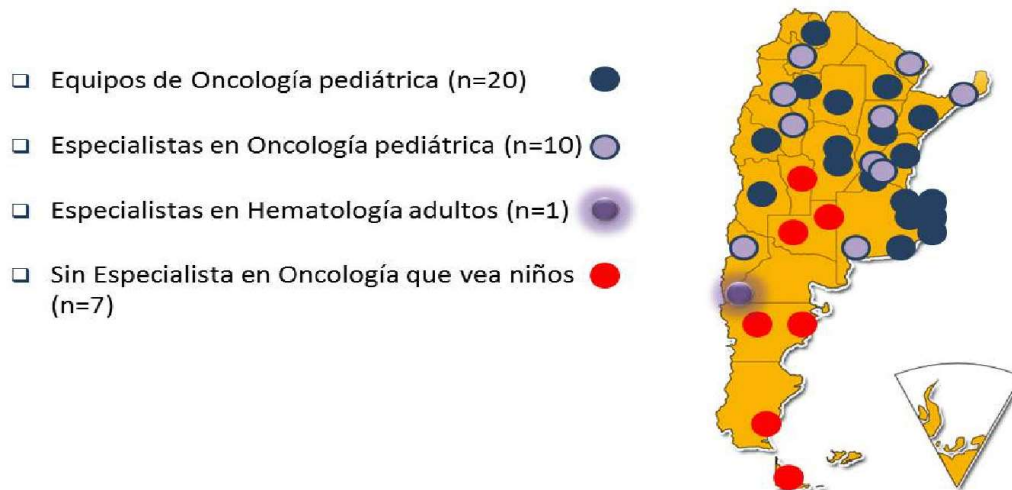 Equipos de Oncología pediátrica (n=20)
Especialistas en Oncología pediátrica (n=10)
Especialistas en Hematología adultos (n=1)
Sin Especialista en Oncología que vea niños
(n=7)